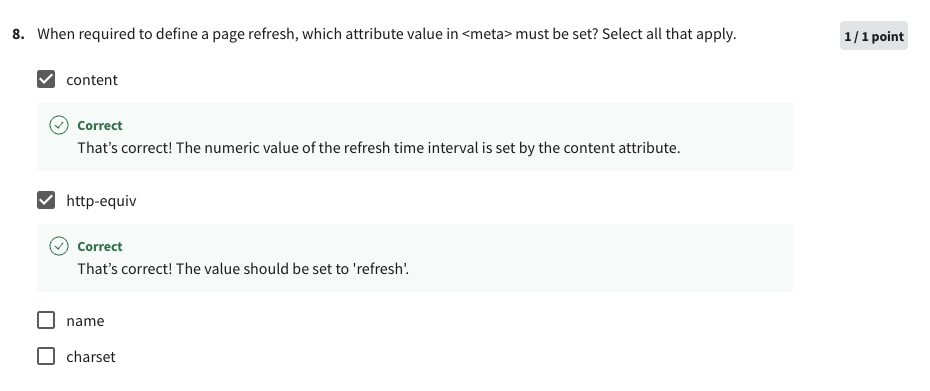 8. When required to define a page refresh, which attribute value in <meta> must be set? Select all that apply.
1 / 1 point
content
Correct
That’s correct! The numeric value of the refresh time interval is set by the content attribute.
http-equiv
Correct
That’s correct! The value should be set to 'refresh'.
name
charset